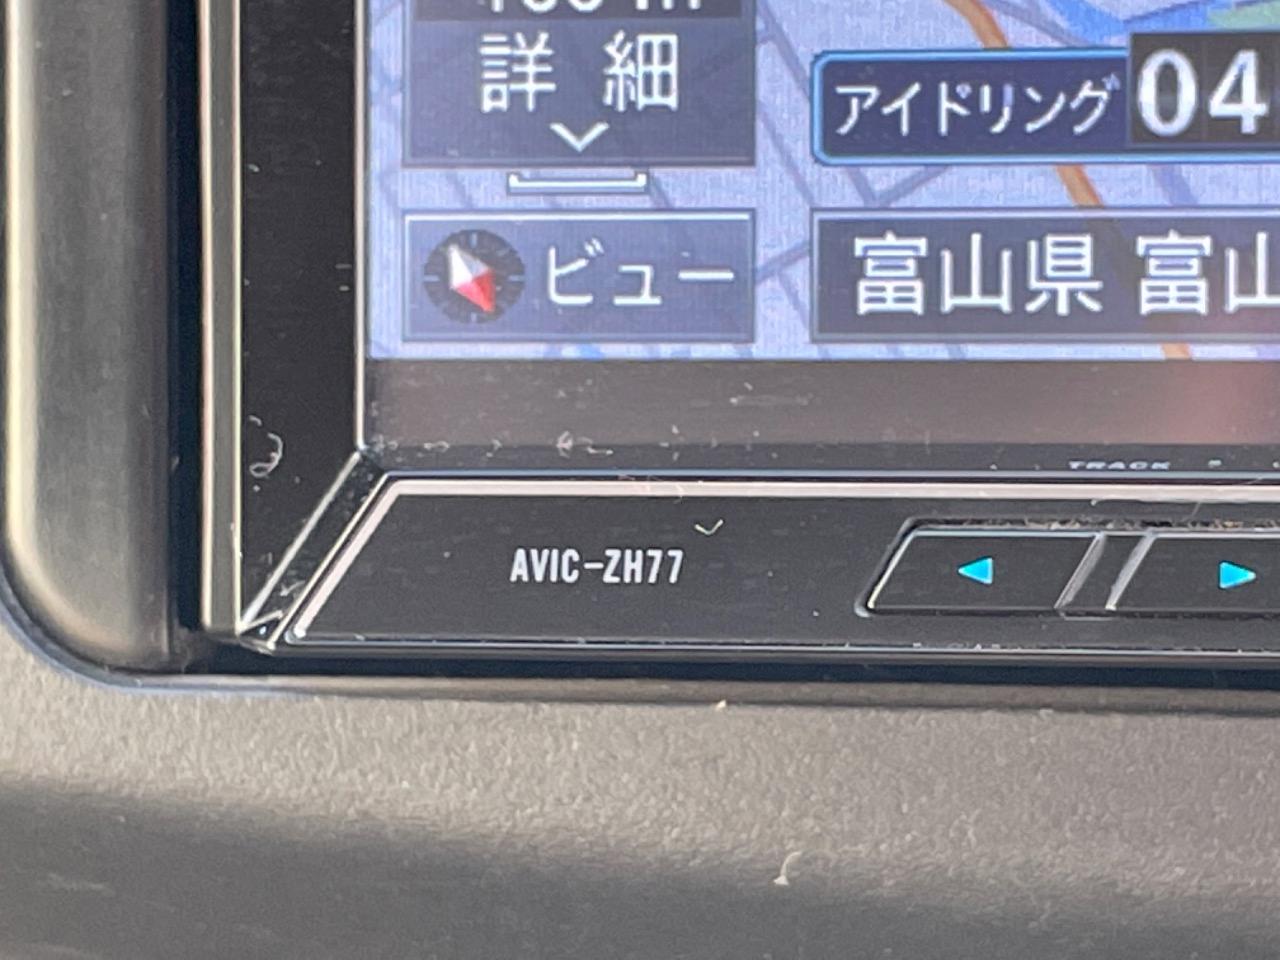 詳細
アイドリング 04
ビュー
富山県 富山
TRACK
AVIC-ZH77